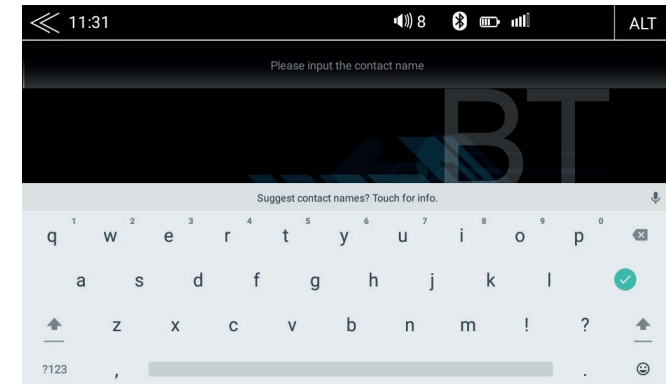 11:31 8 ALT
Please input the contact name
BT
Suggest contact names? Touch for info.
1 2 3 4 5 6 7 8 9 0
q w e r t y u i o p
a s d f g h j k l
z x c v b n m ! ?
?123 , .